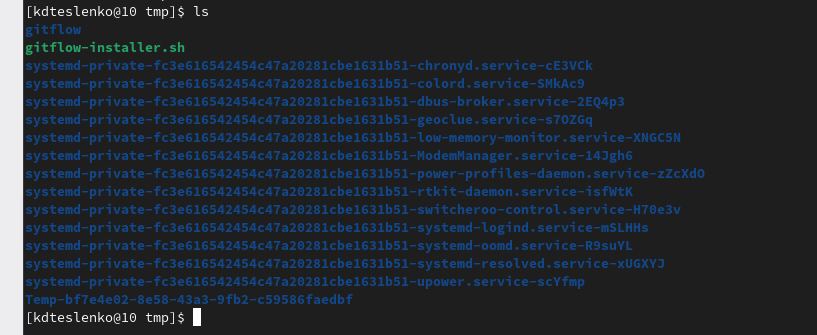 [kdteslenko@10 tmp]$ ls
gitflow
gitflow-installer.sh
systemd-private-fc3e616542454c47a20281cbe1631b51-chronyd.service-cE3VCk
systemd-private-fc3e616542454c47a20281cbe1631b51-colord.service-SMkAc9
systemd-private-fc3e616542454c47a20281cbe1631b51-dbus-broker.service-2EQ4p3
systemd-private-fc3e616542454c47a20281cbe1631b51-geoclue.service-s7OZGq
systemd-private-fc3e616542454c47a20281cbe1631b51-low-memory-monitor.service-XNGC5N
systemd-private-fc3e616542454c47a20281cbe1631b51-ModemManager.service-14Jgh6
systemd-private-fc3e616542454c47a20281cbe1631b51-power-profiles-daemon.service-zZcXdO
systemd-private-fc3e616542454c47a20281cbe1631b51-rtkit-daemon.service-isfWtK
systemd-private-fc3e616542454c47a20281cbe1631b51-switcheroo-control.service-H70e3v
systemd-private-fc3e616542454c47a20281cbe1631b51-systemd-logind.service-mSLHHs
systemd-private-fc3e616542454c47a20281cbe1631b51-systemd-oomd.service-R9suYL
systemd-private-fc3e616542454c47a20281cbe1631b51-systemd-resolved.service-xUGXYJ
systemd-private-fc3e616542454c47a20281cbe1631b51-upower.service-scYfmp
Temp-bf7e4e02-8e58-43a3-9fb2-c59586faedbf
[kdteslenko@10 tmp]$